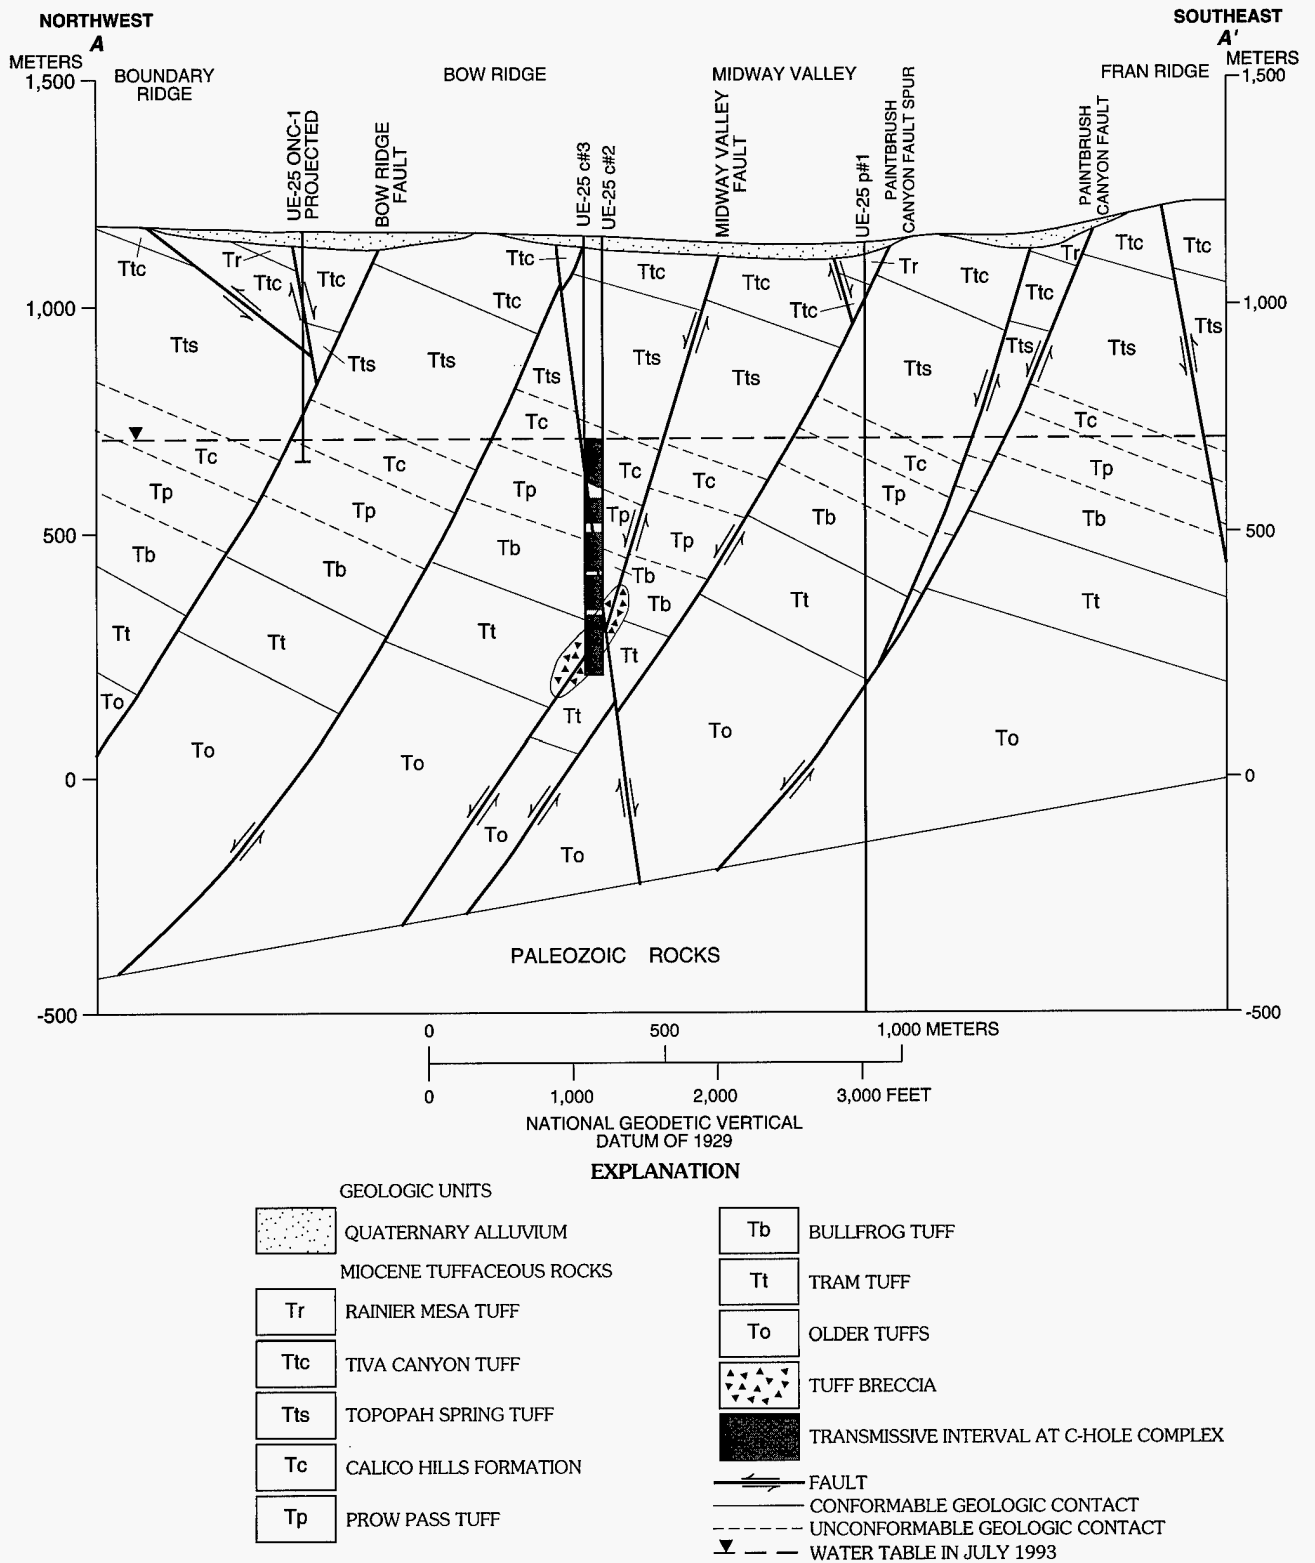 NORTHWEST
A
SOUTHEAST
A'
METERS
METERS
BOUNDARY
RIDGE
BOW RIDGE
MIDWAY VALLEY
FRAN RIDGE
1,500
1,500
UE-25 ONC-1
PROJECTED
BOW RIDGE
FAULT
UE-25 c#3
UE-25 c#2
MIDWAY VALLEY
FAULT
UE-25 p#1
PAINTBRUSH
CANYON FAULT SPUR
PAINTBRUSH
CANYON FAULT
Ttc
Tr
Ttc
Ttc
Ttc
Ttc
Ttc
Ttc
Ttc
Tr
Ttc
Ttc
Tr
Ttc
Ttc
1,000
1,000
Tts
Tts
Tts
Tts
Tts
Tts
Tts
Tts
Tts
Tts
Tc
Tc
Tc
Tc
Tc
Tc
Tc
Tp
Tp
Tp
Tp
Tp
Tp
Tp
500
500
Tb
Tb
Tb
Tb
Tb
Tb
Tb
Tt
Tt
Tt
Tt
Tt
Tt
Tt
To
To
To
To
To
To
To
0
0
PALEOZOIC ROCKS
-500
-500
0 500 1,000 METERS
0 1,000 2,000 3,000 FEET
NATIONAL GEODETIC VERTICAL
DATUM OF 1929
EXPLANATION
GEOLOGIC UNITS
QUATERNARY ALLUVIUM
MIOCENE TUFFACEOUS ROCKS
Tr RAINIER MESA TUFF
Ttc TIVA CANYON TUFF
Tts TOPOPAH SPRING TUFF
Tc CALICO HILLS FORMATION
Tp PROW PASS TUFF
Tb BULLFROG TUFF
Tt TRAM TUFF
To OLDER TUFFS
TUFF BRECCIA
TRANSMISSIVE INTERVAL AT C-HOLE COMPLEX
FAULT
CONFORMABLE GEOLOGIC CONTACT
UNCONFORMABLE GEOLOGIC CONTACT
WATER TABLE IN JULY 1993